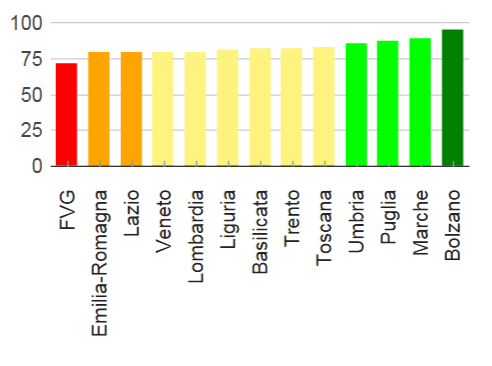 100
75
50
25
0
FVG
Emilia-Romagna
Lazio
Veneto
Lombardia
Liguria
Basilicata
Trento
Toscana
Umbria
Puglia
Marche
Bolzano